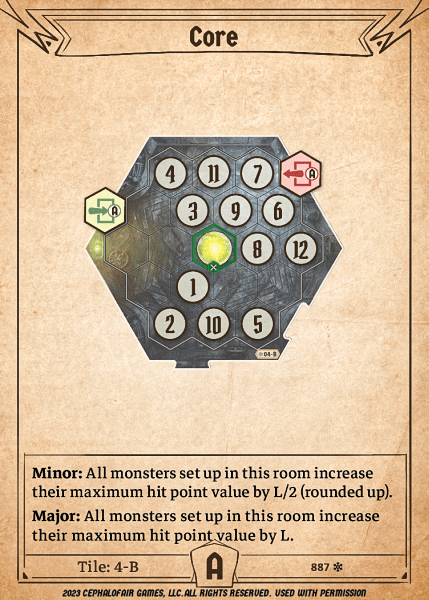 Core
4 11 7 A
A 3 9 6
8 12
1
2 10 5
04-B
Minor: All monsters set up in this room increase
their maximum hit point value by L/2 (rounded up).
Major: All monsters set up in this room increase
their maximum hit point value by L.
Tile: 4-B A 887 ✼
2023 CEPHALOFAIR GAMES, LLC. ALL RIGHTS RESERVED. USED WITH PERMISSION